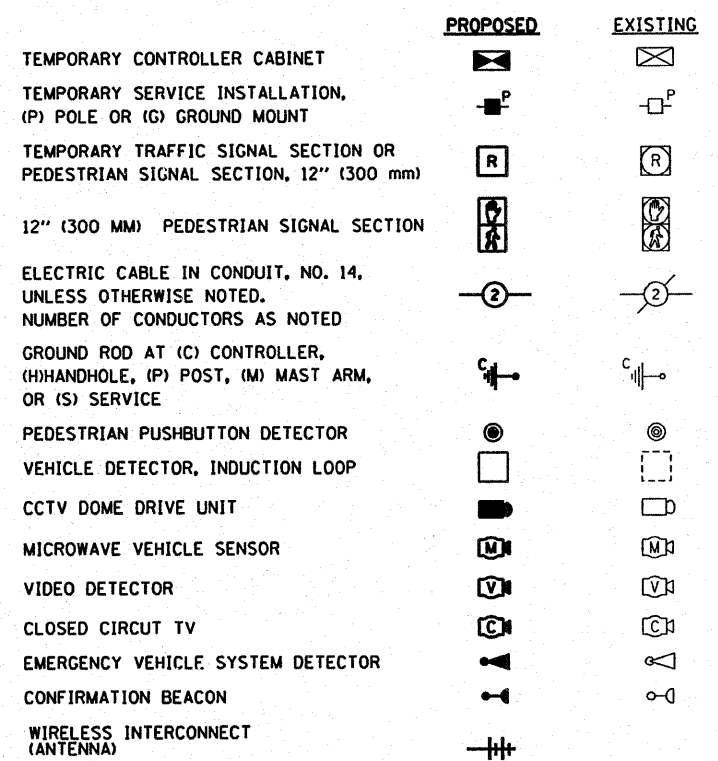 PROPOSED EXISTING
TEMPORARY CONTROLLER CABINET
TEMPORARY SERVICE INSTALLATION,
(P) POLE OR (G) GROUND MOUNT P P
TEMPORARY TRAFFIC SIGNAL SECTION OR
PEDESTRIAN SIGNAL SECTION, 12" (300 mm) R R
12" (300 MM) PEDESTRIAN SIGNAL SECTION
ELECTRIC CABLE IN CONDUIT, NO. 14,
UNLESS OTHERWISE NOTED. 2 2
NUMBER OF CONDUCTORS AS NOTED
GROUND ROD AT (C) CONTROLLER,
(H)HANDHOLE, (P) POST, (M) MAST ARM, C C
OR (S) SERVICE
PEDESTRIAN PUSHBUTTON DETECTOR
VEHICLE DETECTOR, INDUCTION LOOP
CCTV DOME DRIVE UNIT
MICROWAVE VEHICLE SENSOR M M
VIDEO DETECTOR V V
CLOSED CIRCUT TV C C
EMERGENCY VEHICLE SYSTEM DETECTOR
CONFIRMATION BEACON
WIRELESS INTERCONNECT
(ANTENNA)